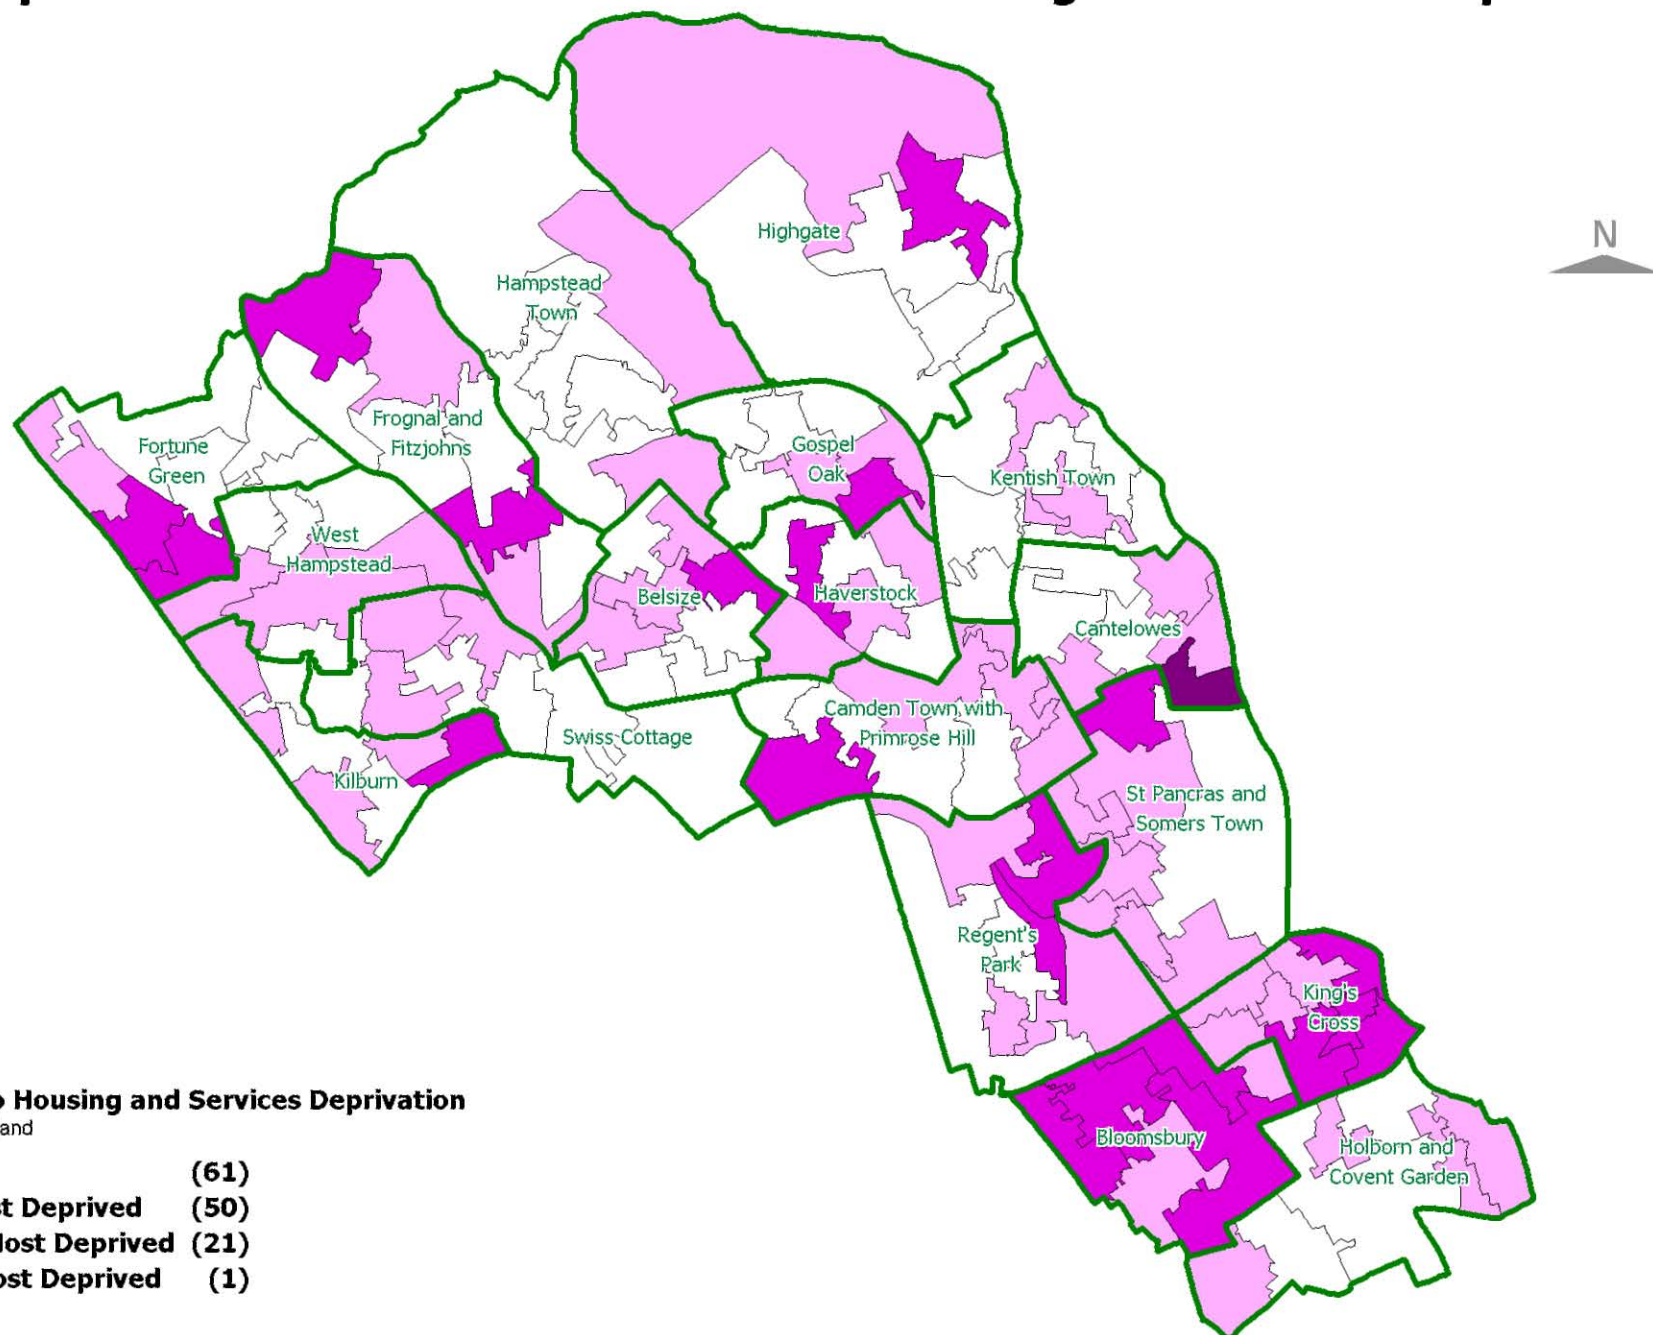 N
Highgate
Hampstead
Town
Frognal and
Fitzjohns
Fortune
Green
Gospel
Oak
Kentish Town
West
Hampstead
Belsize
Haverstock
Cantelowes
Camden Town with
Primrose Hill
Swiss Cottage
Kilburn
St Pancras and
Somers Town
Regent's
Park
King's
Cross
Bloomsbury
Holborn and
Covent Garden
Housing and Services Deprivation
and
(61)
st Deprived (50)
Most Deprived (21)
ost Deprived (1)